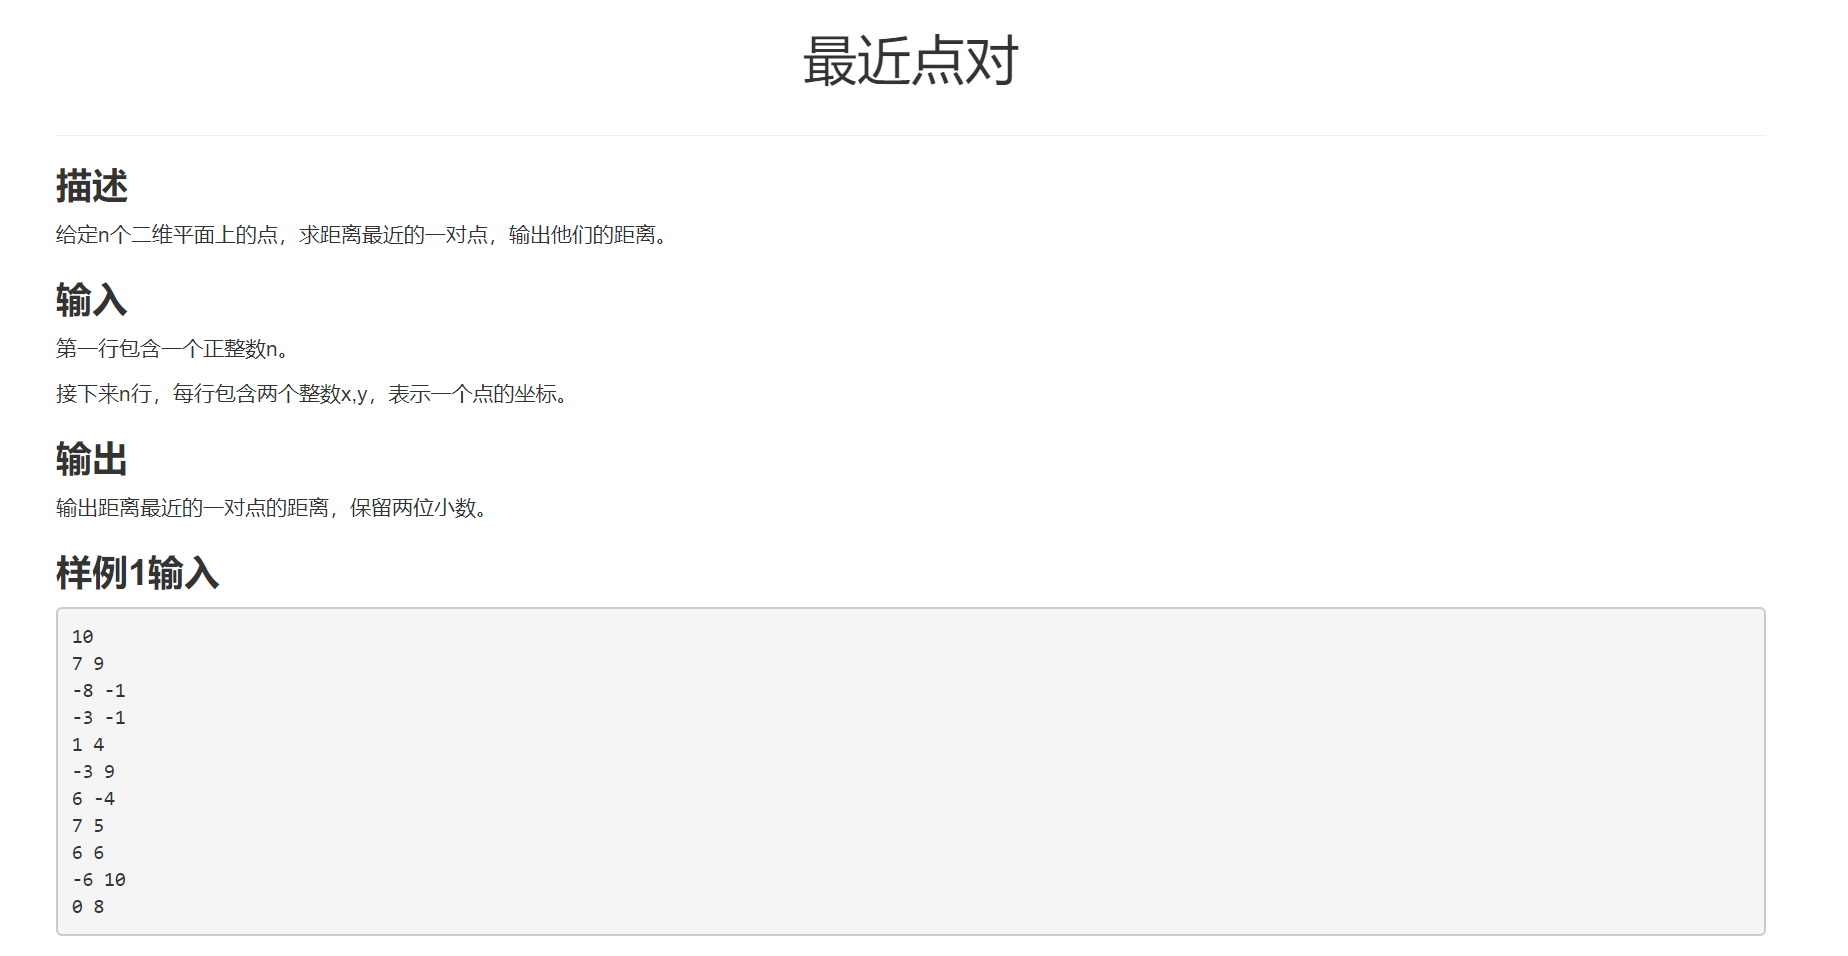 最近点对
描述
给定n个二维平面上的点，求距离最近的一对点，输出他们的距离。
输入
第一行包含一个正整数n。
接下来n行，每行包含两个整数x,y，表示一个点的坐标。
输出
输出距离最近的一对点的距离，保留两位小数。
样例1输入
10
7 9
-8 -1
-3 -1
1 4
-3 9
6 -4
7 5
6 6
-6 10
0 8